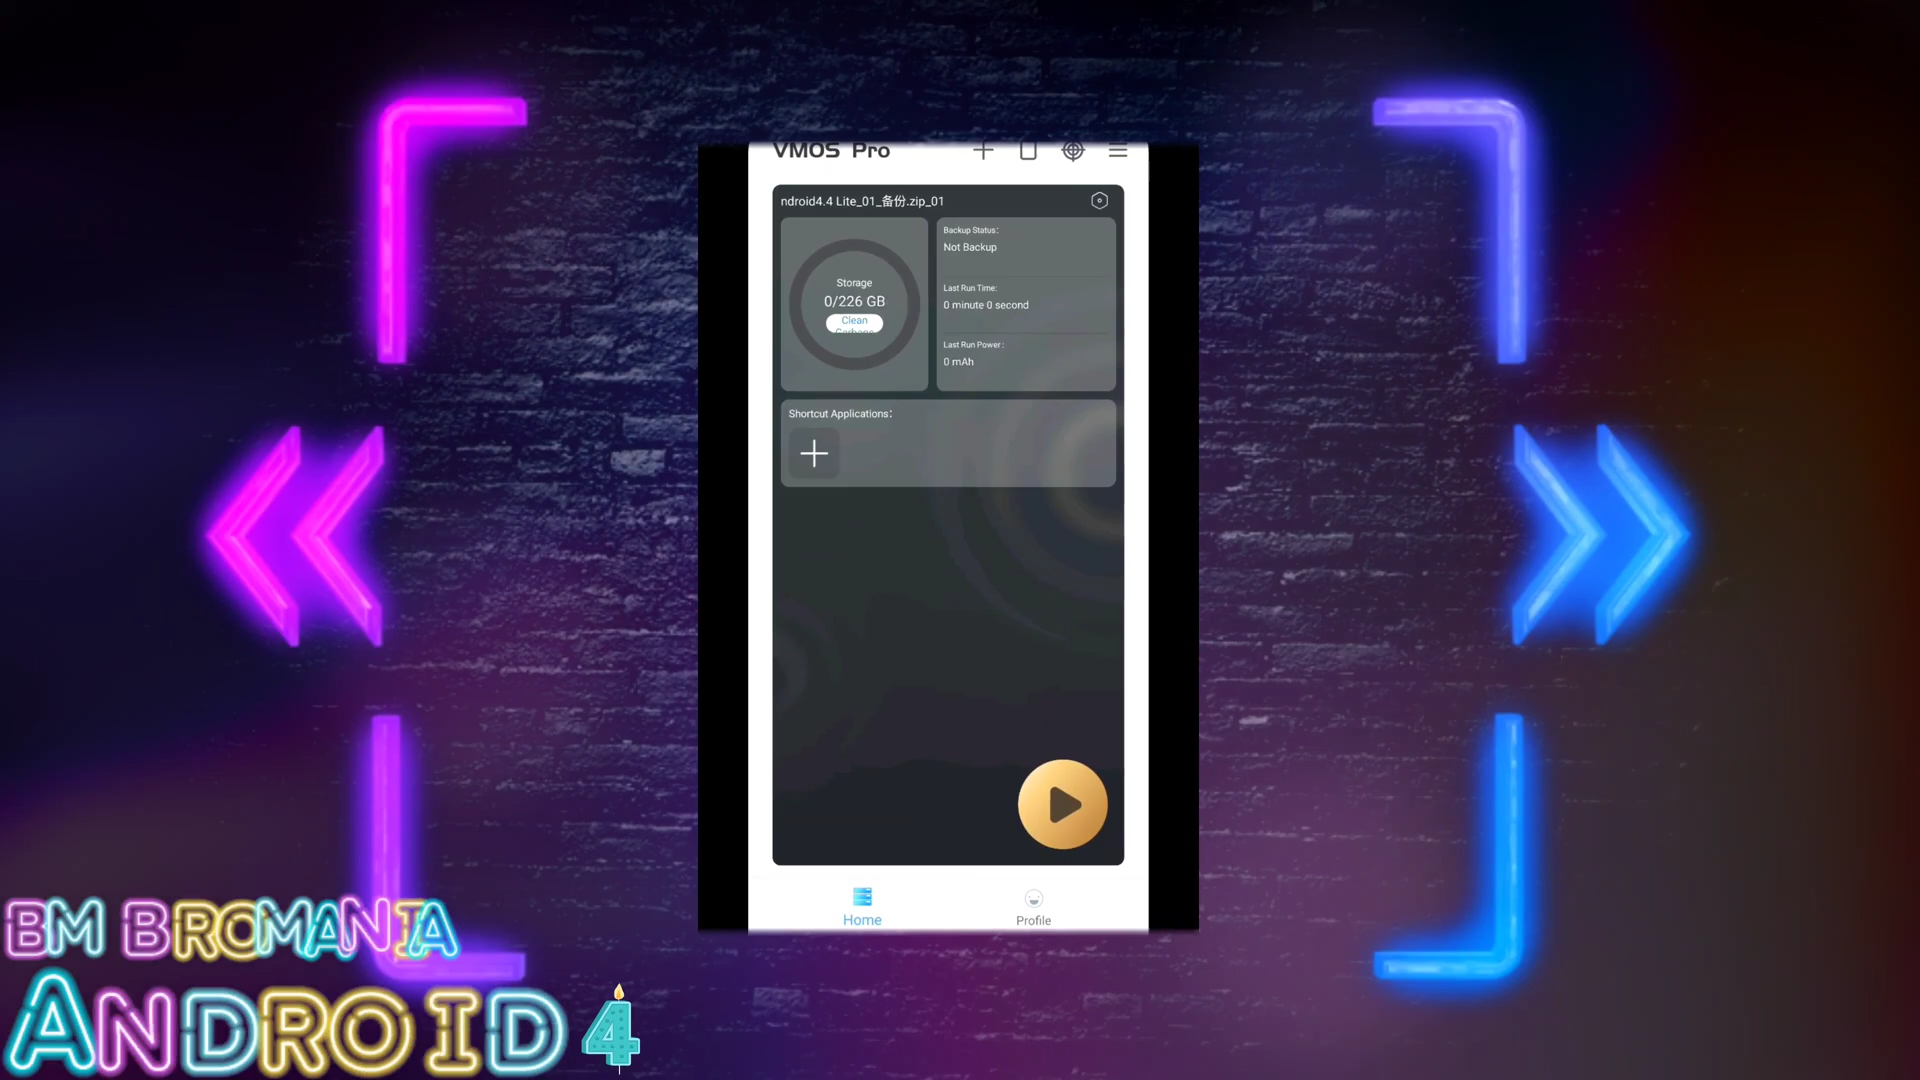 VMOS Pro
ndroid4.4 Lite_01_备份.zip_01
Storage
0/226 GB
Clean
Garbage
Backup Status:
Not Backup
Last Run Time:
0 minute 0 second
Last Run Power:
0 mAh
Shortcut Applications:
Home
Profile
BM BROMANIA
ANDROID 4